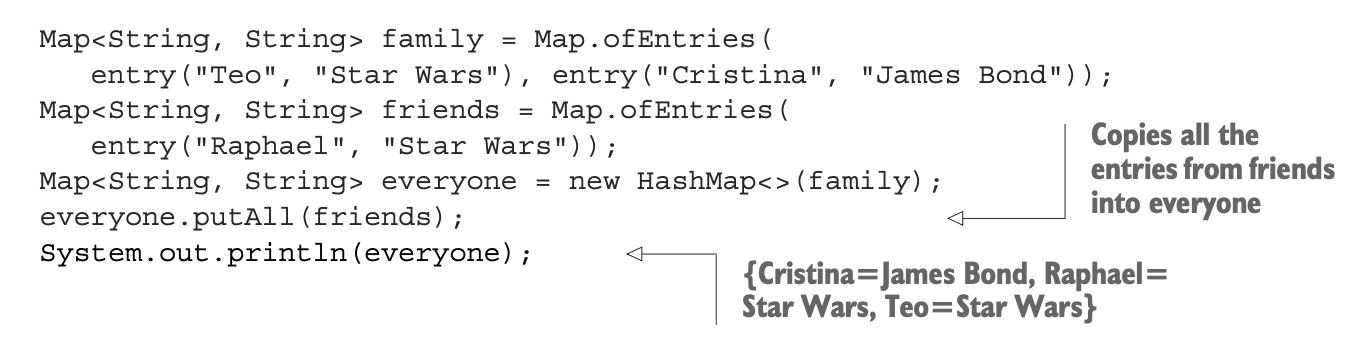 Map<String, String> family = Map.ofEntries(
entry("Teo", "Star Wars"), entry("Cristina", "James Bond"));
Map<String, String> friends = Map.ofEntries(
entry("Raphael", "Star Wars"));
Map<String, String> everyone = new HashMap<>(family);
everyone.putAll(friends);
System.out.println(everyone);
Copies all the
entries from friends
into everyone
{Cristina=James Bond, Raphael=
Star Wars, Teo=Star Wars}